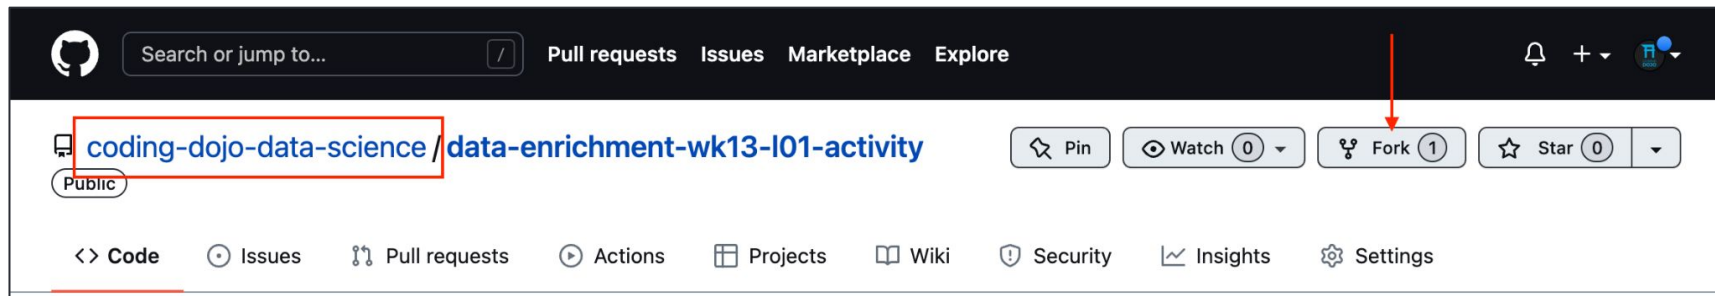 Search or jump to... / Pull requests Issues Marketplace Explore
coding-dojo-data-science / data-enrichment-wk13-l01-activity Pin Watch 0 Fork 1 Star 0
Public
<> Code Issues Pull requests Actions Projects Wiki Security Insights Settings